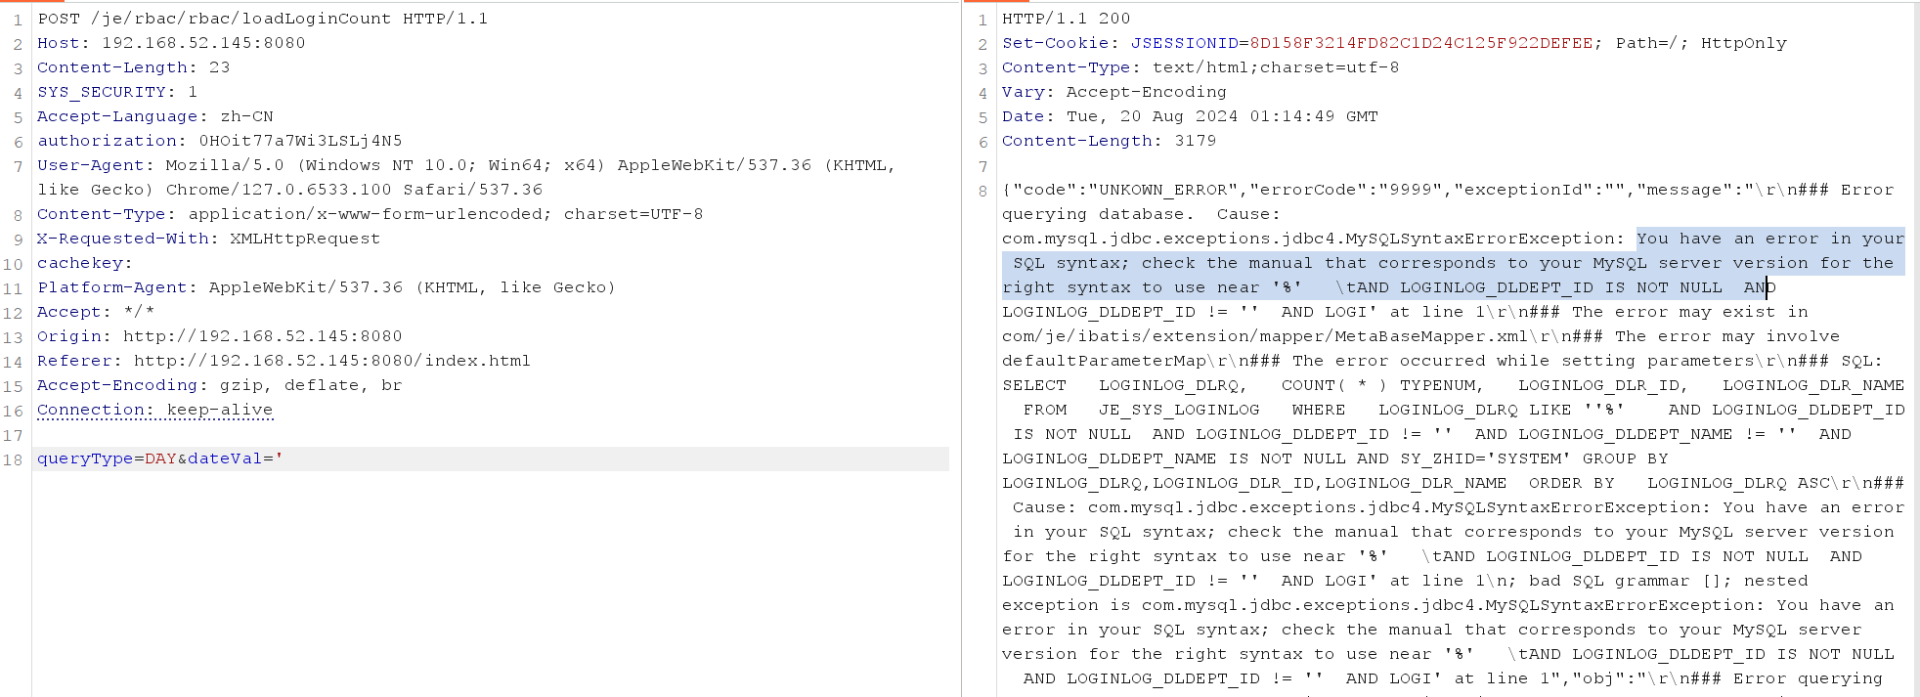 1 POST /je/rbac/rbac/loadLoginCount HTTP/1.1
2 Host: 192.168.52.145:8080
3 Content-Length: 23
4 SYS_SECURITY: 1
5 Accept-Language: zh-CN
6 authorization: 0HOit77a7Wi3LSLj4N5
7 User-Agent: Mozilla/5.0 (Windows NT 10.0; Win64; x64) AppleWebKit/537.36 (KHTML,
like Gecko) Chrome/127.0.6533.100 Safari/537.36
8 Content-Type: application/x-www-form-urlencoded; charset=UTF-8
9 X-Requested-With: XMLHttpRequest
10 cachekey:
11 Platform-Agent: AppleWebKit/537.36 (KHTML, like Gecko)
12 Accept: */*
13 Origin: http://192.168.52.145:8080
14 Referer: http://192.168.52.145:8080/index.html
15 Accept-Encoding: gzip, deflate, br
16 Connection: keep-alive
17
18 queryType=DAY&dateVal='
1 HTTP/1.1 200
2 Set-Cookie: JSESSIONID=8D158F3214FD82C1D24C125F922DEFEE; Path=/; HttpOnly
3 Content-Type: text/html;charset=utf-8
4 Vary: Accept-Encoding
5 Date: Tue, 20 Aug 2024 01:14:49 GMT
6 Content-Length: 3179
7
8 {"code":"UNKOWN_ERROR","errorCode":"9999","exceptionId":"","message":"\r\n### Error
querying database.  Cause:
com.mysql.jdbc.exceptions.jdbc4.MySQLSyntaxErrorException: You have an error in your
SQL syntax; check the manual that corresponds to your MySQL server version for the
right syntax to use near '%'   \tAND LOGINLOG_DLDEPT_ID IS NOT NULL  AND
LOGINLOG_DLDEPT_ID != ''  AND LOGI' at line 1\r\n### The error may exist in
com/je/ibatis/extension/mapper/MetaBaseMapper.xml\r\n### The error may involve
defaultParameterMap\r\n### The error occurred while setting parameters\r\n### SQL:
SELECT   LOGINLOG_DLRQ,   COUNT( * ) TYPENUM,   LOGINLOG_DLR_ID,   LOGINLOG_DLR_NAME
FROM   JE_SYS_LOGINLOG   WHERE   LOGINLOG_DLRQ LIKE ''%'    AND LOGINLOG_DLDEPT_ID
IS NOT NULL  AND LOGINLOG_DLDEPT_ID != ''  AND LOGINLOG_DLDEPT_NAME != ''  AND
LOGINLOG_DLDEPT_NAME IS NOT NULL AND SY_ZHID='SYSTEM' GROUP BY
LOGINLOG_DLRQ,LOGINLOG_DLR_ID,LOGINLOG_DLR_NAME  ORDER BY   LOGINLOG_DLRQ ASC\r\n###
Cause: com.mysql.jdbc.exceptions.jdbc4.MySQLSyntaxErrorException: You have an error
in your SQL syntax; check the manual that corresponds to your MySQL server version
for the right syntax to use near '%'   \tAND LOGINLOG_DLDEPT_ID IS NOT NULL  AND
LOGINLOG_DLDEPT_ID != ''  AND LOGI' at line 1\n; bad SQL grammar []; nested
exception is com.mysql.jdbc.exceptions.jdbc4.MySQLSyntaxErrorException: You have an
error in your SQL syntax; check the manual that corresponds to your MySQL server
version for the right syntax to use near '%'   \tAND LOGINLOG_DLDEPT_ID IS NOT NULL
AND LOGINLOG_DLDEPT_ID != ''  AND LOGI' at line 1","obj":"\r\n### Error querying